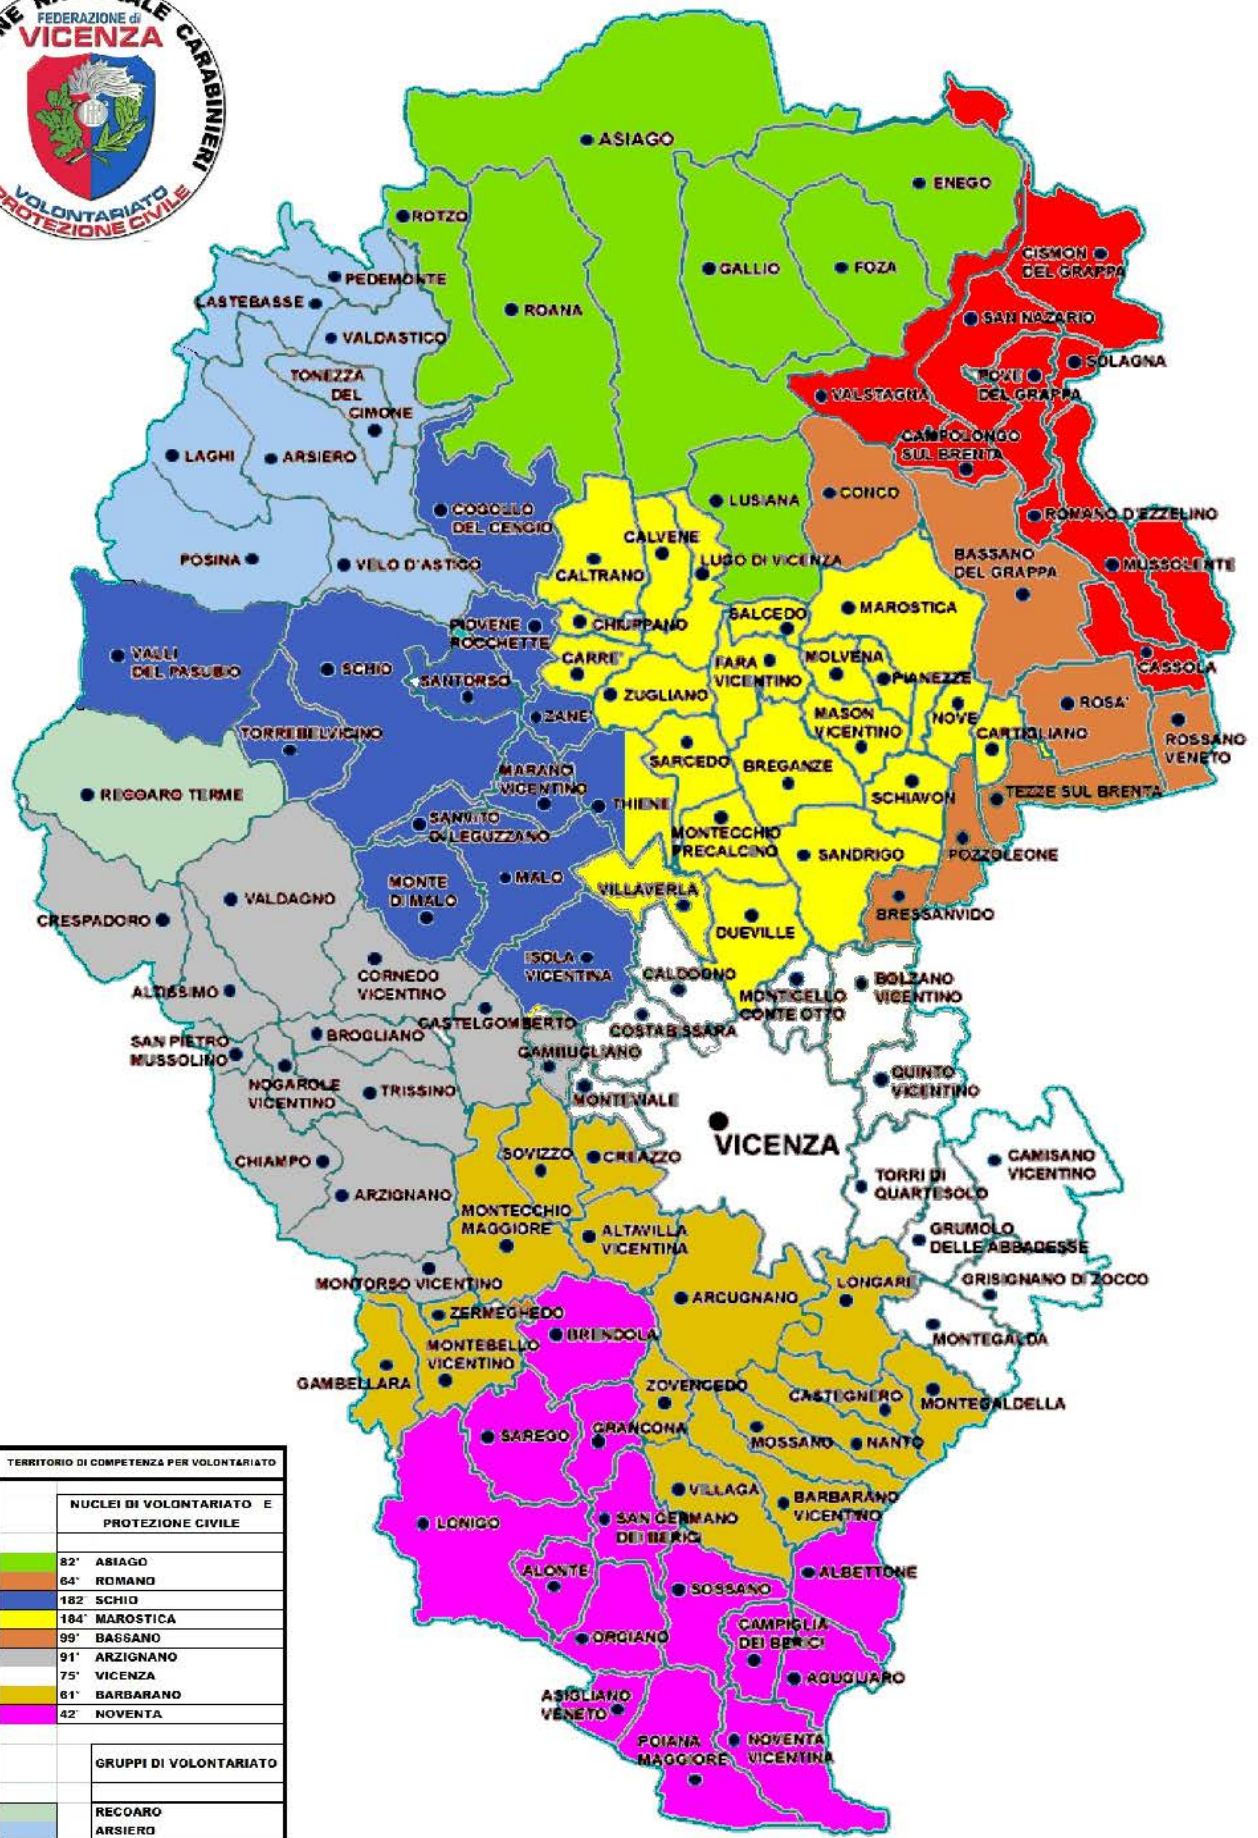 FEDERAZIONE di
VICENZA
CARABINIERI
VOLONTARIATO
PROTEZIONE CIVILE
ASIAGO
ENEGO
ROTZO
CISMON
DEL GRAPPA
GALLIO
FOZA
PEDEMONTE
LASTEBASSE
ROANA
SAN NAZARIO
VALDASTICO
SOLAGNA
TONEZZA
DEL
CIMONE
POVE
DEL GRAPPA
VALSTAGNA
CAMPOLONGO
SUL BRENTA
LAGHI
ARSIERO
LUSIANA
CONCO
COGOLLO
DEL CENGIO
ROMANO D'EZZELINO
CALVENE
BASSANO
DEL GRAPPA
POSINA
VELO D'ASTICO
CALTRANO
LUGO DI VICENZA
MUSSOLENTE
MAROSTICA
SALCEDO
PIOVENE
ROCCHETTE
CHIUPPANO
VALLI
DEL PASUBIO
SCHIO
CARRE'
FARA
VICENTINO
MOLVENA
PIANEZZE
CASSOLA
SANTORSO
ZUGLIANO
ROSA'
ZANE'
MASON
VICENTINO
NOVE
CARTIGLIANO
ROSSANO
VENETO
TORREBELVICINO
SARCEDO
BREGANZE
MARANO
VICENTINO
SCHIAVON
TEZZE SUL BRENTA
RECOARO TERME
THIENE
SAN VITO
DI LEGUZZANO
MONTECCHIO
PRECALCINO
SANDRIGO
POZZOLEONE
MONTE
DI MALO
MALO
VILLAVERLA
VALDAGNO
BRESSANVIDO
CRESPADORO
DUEVILLE
ISOLA
VICENTINA
CORNEDO
VICENTINO
CALDOGNO
BOLZANO
VICENTINO
ALTISSIMO
MONTICELLO
CONTE OTTO
CASTELGOMBERTO
COSTABISSARA
BROGLIANO
SAN PIETRO
MUSSOLINO
GAMBUGLIANO
QUINTO
VICENTINO
NOGAROLE
VICENTINO
TRISSINO
MONTEVIALE
VICENZA
CHIAMPO
SOVIZZO
CREAZZO
CAMISANO
VICENTINO
TORRI DI
QUARTESOLO
ARZIGNANO
MONTECCHIO
MAGGIORE
ALTAVILLA
VICENTINA
GRUMOLO
DELLE ABBADESSE
MONTORSO VICENTINO
LONGARE
GRISIGNANO DI ZOCCO
ARCUGNANO
ZERMEGHEDO
BRENDOLA
MONTEGALDA
MONTEBELLO
VICENTINO
GAMBELLARA
ZOVENCEDO
CASTEGNERO
MONTEGALDELLA
SAREGO
GRANCONA
MOSSANO
NANTO
VILLAGA
BARBARANO
VICENTINO
LONIGO
SAN GERMANO
DEI BERICI
ALONTE
SOSSANO
ALBETTONE
ORGIANO
CAMPIGLIA
DEI BERICI
AGUGLIARO
ASIGLIANO
VENETO
POIANA
MAGGIORE
NOVENTA
VICENTINA
TERRITORIO DI COMPETENZA PER VOLONTARIATO
NUCLEI DI VOLONTARIATO E
PROTEZIONE CIVILE
82° ASIAGO
64° ROMANO
182° SCHIO
184° MAROSTICA
99° BASSANO
91° ARZIGNANO
75° VICENZA
61° BARBARANO
42° NOVENTA
GRUPPI DI VOLONTARIATO
RECOARO
ARSIERO